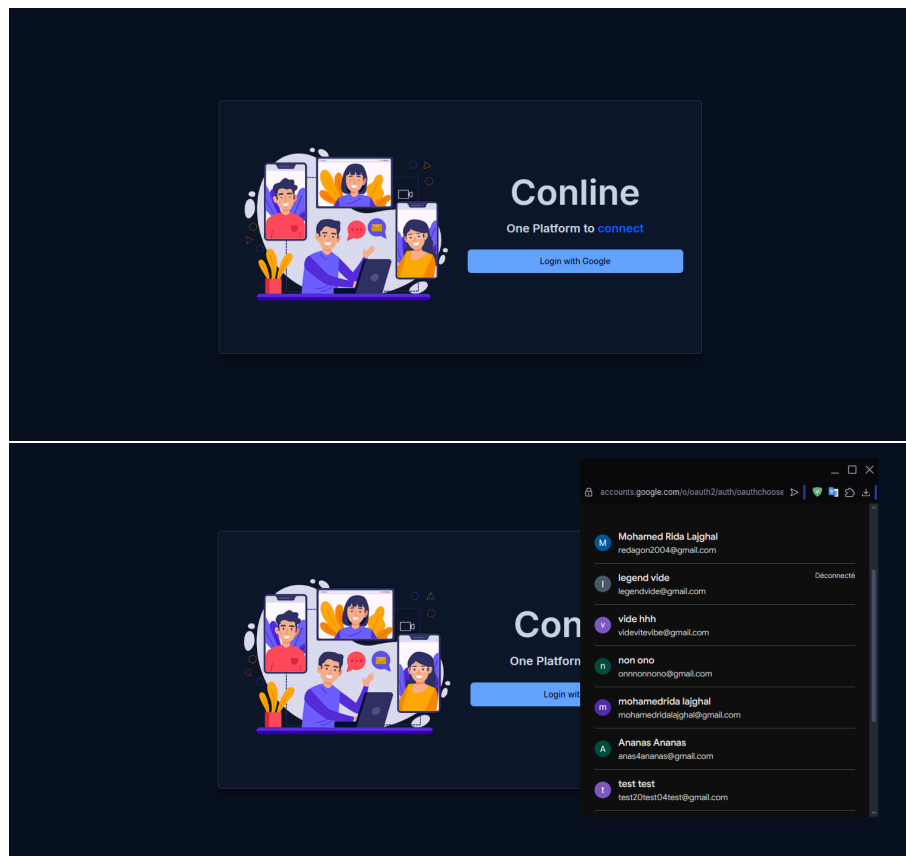 Conline
One Platform to connect
Login with Google
accounts.google.com/o/oauth2/auth/oauthchoose
M
Mohamed Rida Lajghal
redagon2004@gmail.com
l
legend vide
Déconnecté
legendvide@gmail.com
v
vide hhh
videvitevibe@gmail.com
n
non ono
onnnonnono@gmail.com
m
mohamedrida lajghal
mohamedridalajghal@gmail.com
A
Ananas Ananas
anas4ananas@gmail.com
t
test test
test20test04test@gmail.com
Con
One Platform
Login wit